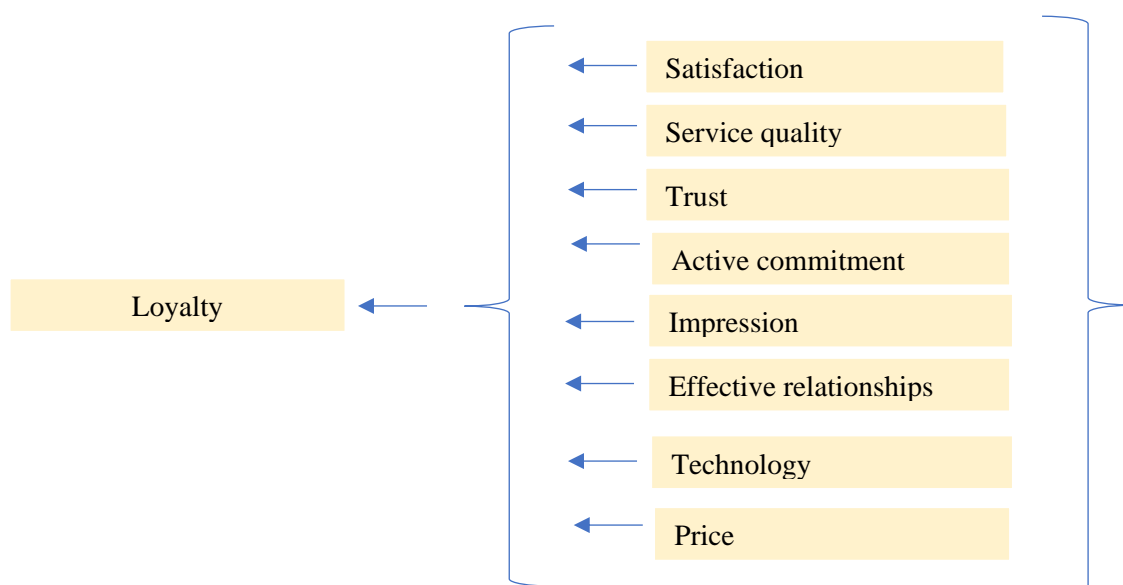 Satisfaction
Service quality
Trust
Active commitment
Loyalty
Impression
Effective relationships
Technology
Price